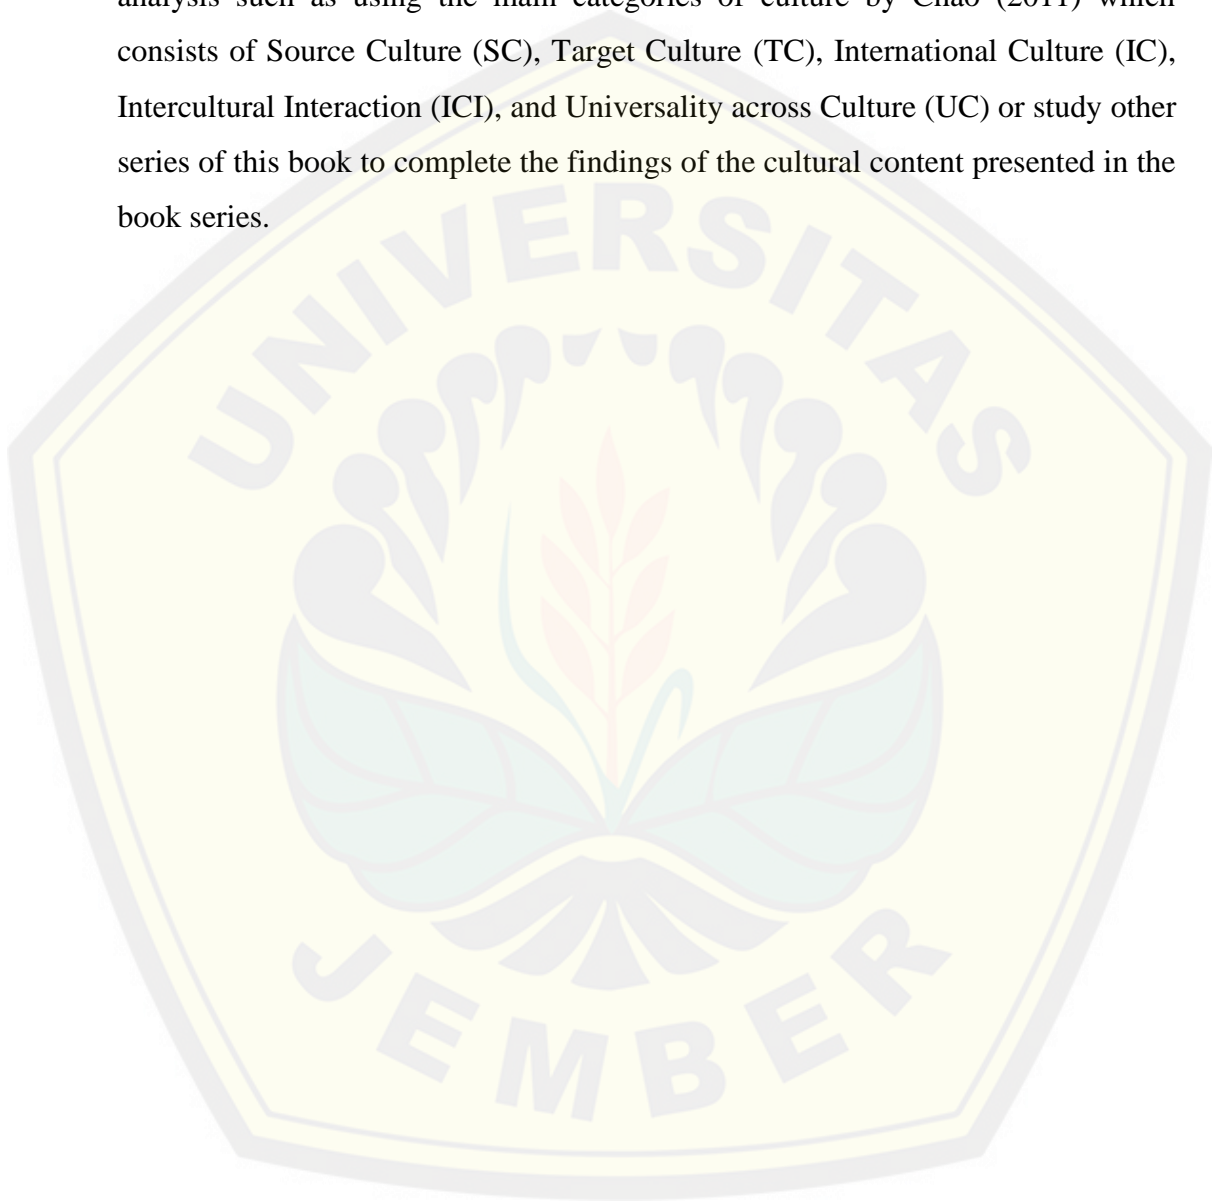 analysis such as using the main categories of culture by Chao (2011) which
consists of Source Culture (SC), Target Culture (TC), International Culture (IC),
Intercultural Interaction (ICI), and Universality across Culture (UC) or study other
series of this book to complete the findings of the cultural content presented in the
book series.
UNIVERSITAS
JEMBER